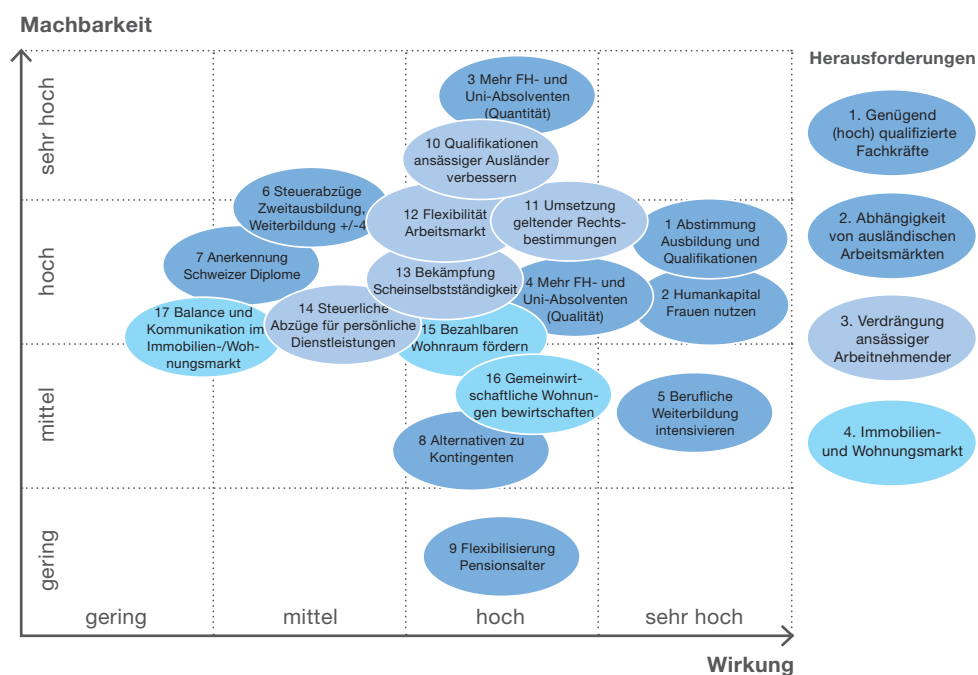 Machbarkeit
sehr hoch
hoch
mittel
gering
gering
mittel
hoch
sehr hoch
Wirkung
3 Mehr FH- und
Uni-Absolventen
(Quantität)
10 Qualifikationen
ansässiger Ausländer
verbessern
6 Steuerabzüge
Zweitausbildung,
Weiterbildung +/-4
12 Flexibilität
Arbeitsmarkt
11 Umsetzung
geltender Rechts-
bestimmungen
1 Abstimmung
Ausbildung und
Qualifikationen
7 Anerkennung
Schweizer Diplome
13 Bekämpfung
Scheinselbstständigkeit
4 Mehr FH- und
Uni-Absolventen
(Qualität)
2 Humankapital
Frauen nutzen
17 Balance und
Kommunikation im
Immobilien-/Woh-
nungsmarkt
14 Steuerliche
Abzüge für persönliche
Dienstleistungen
15 Bezahlbaren
Wohnraum fördern
16 Gemeinwirt-
schaftliche Wohnun-
gen bewirtschaften
5 Berufliche
Weiterbildung
intensivieren
8 Alternativen zu
Kontingenten
9 Flexibilisierung
Pensionsalter
Herausforderungen
1. Genügend
(hoch) qualifizierte
Fachkräfte
2. Abhängigkeit
von ausländischen
Arbeitsmärkten
3. Verdrängung
ansässiger
Arbeitnehmender
4. Immobilien-
und Wohnungsmarkt